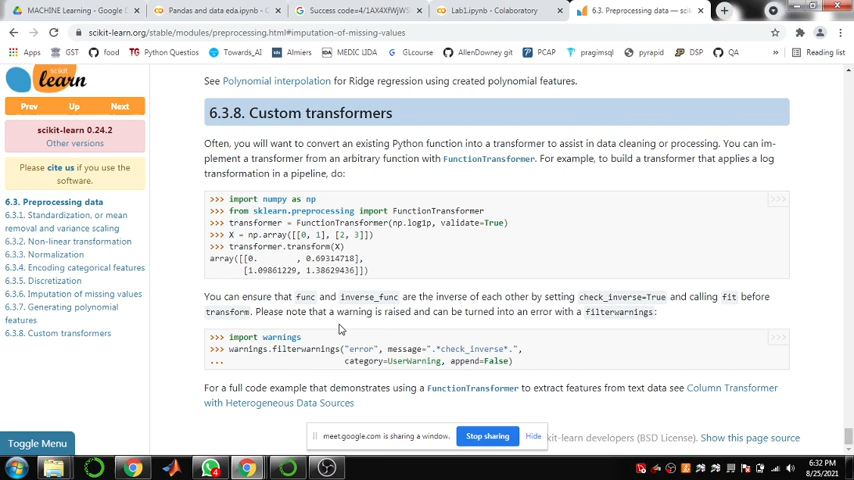 MACHINE Learning - Google D
Pandas and data eda.ipynb - C
Success code=4/1AX4XfWjWS
Lab1.ipynb - Colaboratory
6.3. Preprocessing data — sci
scikit-learn.org/stable/modules/preprocessing.html#imputation-of-missing-values
Apps
GST
food
Python Questions
Towards_AI
Almiers
MEDIC LIDA
GLcourse
AllenDowney git
PCAP
pragimsql
pyrapid
DSP
QA
Reading list
scikit
learn
Prev Up Next
scikit-learn 0.24.2
Other versions
Please cite us if you use the
software.
6.3. Preprocessing data
6.3.1. Standardization, or mean
removal and variance scaling
6.3.2. Non-linear transformation
6.3.3. Normalization
6.3.4. Encoding categorical features
6.3.5. Discretization
6.3.6. Imputation of missing values
6.3.7. Generating polynomial
features
6.3.8. Custom transformers
Toggle Menu
See Polynomial interpolation for Ridge regression using created polynomial features.
6.3.8. Custom transformers
Often, you will want to convert an existing Python function into a transformer to assist in data cleaning or processing. You can im-
plement a transformer from an arbitrary function with FunctionTransformer. For example, to build a transformer that applies a log
transformation in a pipeline, do:
>>>
>>> import numpy as np
>>> from sklearn.preprocessing import FunctionTransformer
>>> transformer = FunctionTransformer(np.log1p, validate=True)
>>> X = np.array([[0, 1], [2, 3]])
>>> transformer.transform(X)
array([[0. , 0.69314718],
[1.09861229, 1.38629436]])
You can ensure that func and inverse_func are the inverse of each other by setting check_inverse=True and calling fit before
transform. Please note that a warning is raised and can be turned into an error with a filterwarnings:
>>>
>>> import warnings
>>> warnings.filterwarnings("error", message=".*check_inverse*.",
... category=UserWarning, append=False)
For a full code example that demonstrates using a FunctionTransformer to extract features from text data see Column Transformer
with Heterogeneous Data Sources
meet.google.com is sharing a window. Stop sharing Hide
kit-learn developers (BSD License). Show this page source
6:32 PM
8/25/2021